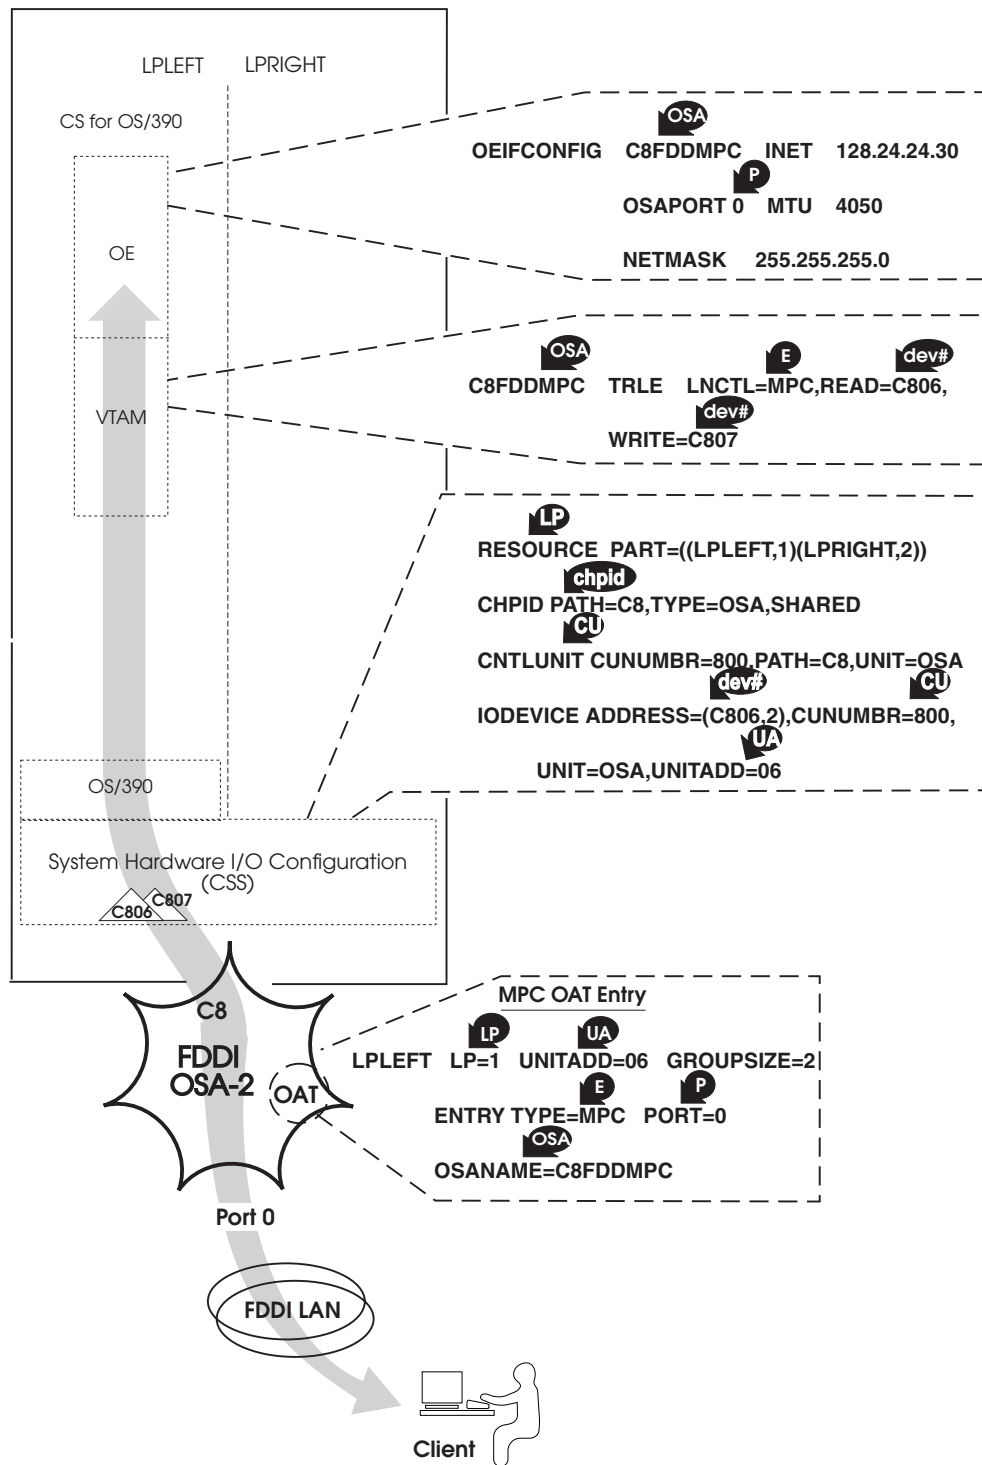 LPLEFT LPRIGHT
CS for OS/390
OE
VTAM
OS/390
System Hardware I/O Configuration
(CSS)
C806 C807
OSA
OEIFCONFIG C8FDDMPC INET 128.24.24.30
P
OSAPORT 0 MTU 4050
NETMASK 255.255.255.0
OSA E dev#
C8FDDMPC TRLE LNCTL=MPC,READ=C806,
dev#
WRITE=C807
LP
RESOURCE PART=((LPLEFT,1)(LPRIGHT,2))
chpid
CHPID PATH=C8,TYPE=OSA,SHARED
CU
CNTLUNIT CUNUMBR=800,PATH=C8,UNIT=OSA
dev# CU
IODEVICE ADDRESS=(C806,2),CUNUMBR=800,
UA
UNIT=OSA,UNITADD=06
C8
FDDI
OSA-2
OAT
MPC OAT Entry
LP UA
LPLEFT LP=1 UNITADD=06 GROUPSIZE=2
E P
ENTRY TYPE=MPC PORT=0
OSA
OSANAME=C8FDDMPC
Port 0
FDDI LAN
Client